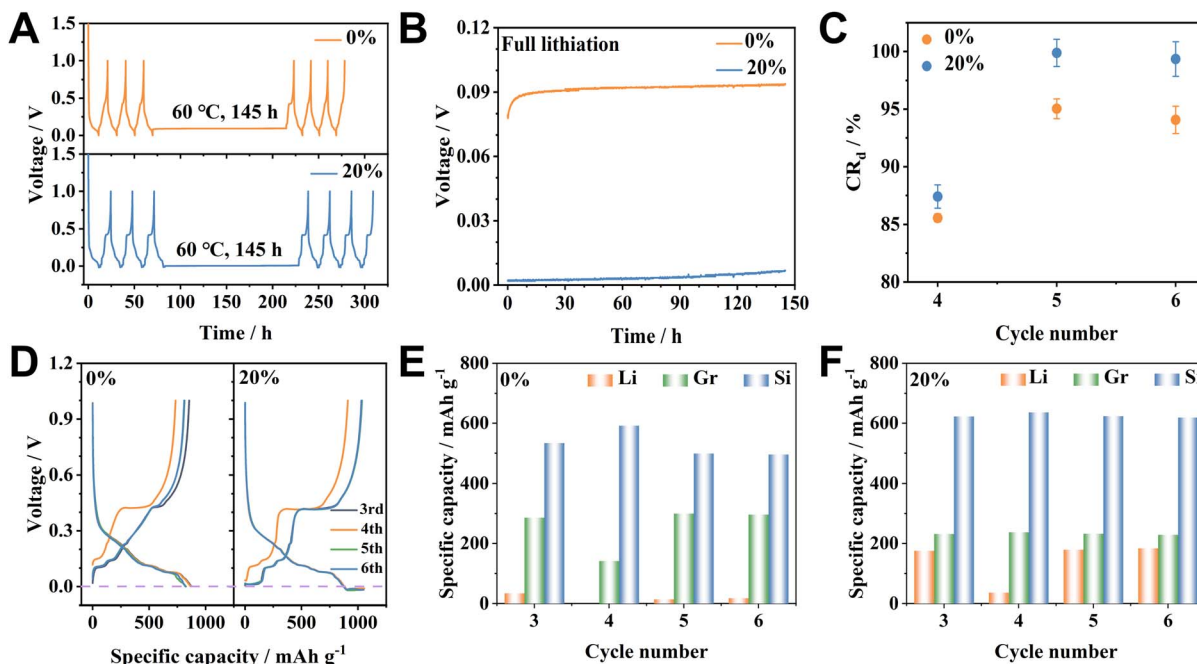 A
Voltage / V
1.5
1.0
0.5
0.0
0%
60 °C, 145 h
1.5
1.0
0.5
0.0
20%
60 °C, 145 h
0 50 100 150 200 250 300
Time / h
B
Voltage / V
0.12
0.09
0.06
0.03
0.00
Full lithiation
0%
20%
0 30 60 90 120 150
Time / h
C
CRd / %
100
95
90
85
80
0%
20%
4 5 6
Cycle number
D
Voltage / V
1.2
0.9
0.6
0.3
0.0
0%
20%
3rd
4th
5th
6th
0 500 1000 0 500 1000
Specific capacity / mAh g-1
E
Specific capacity / mAh g-1
800
600
400
200
0
0%
Li Gr Si
3 4 5 6
Cycle number
F
Specific capacity / mAh g-1
800
600
400
200
0
20%
Li Gr S
3 4 5 6
Cycle number